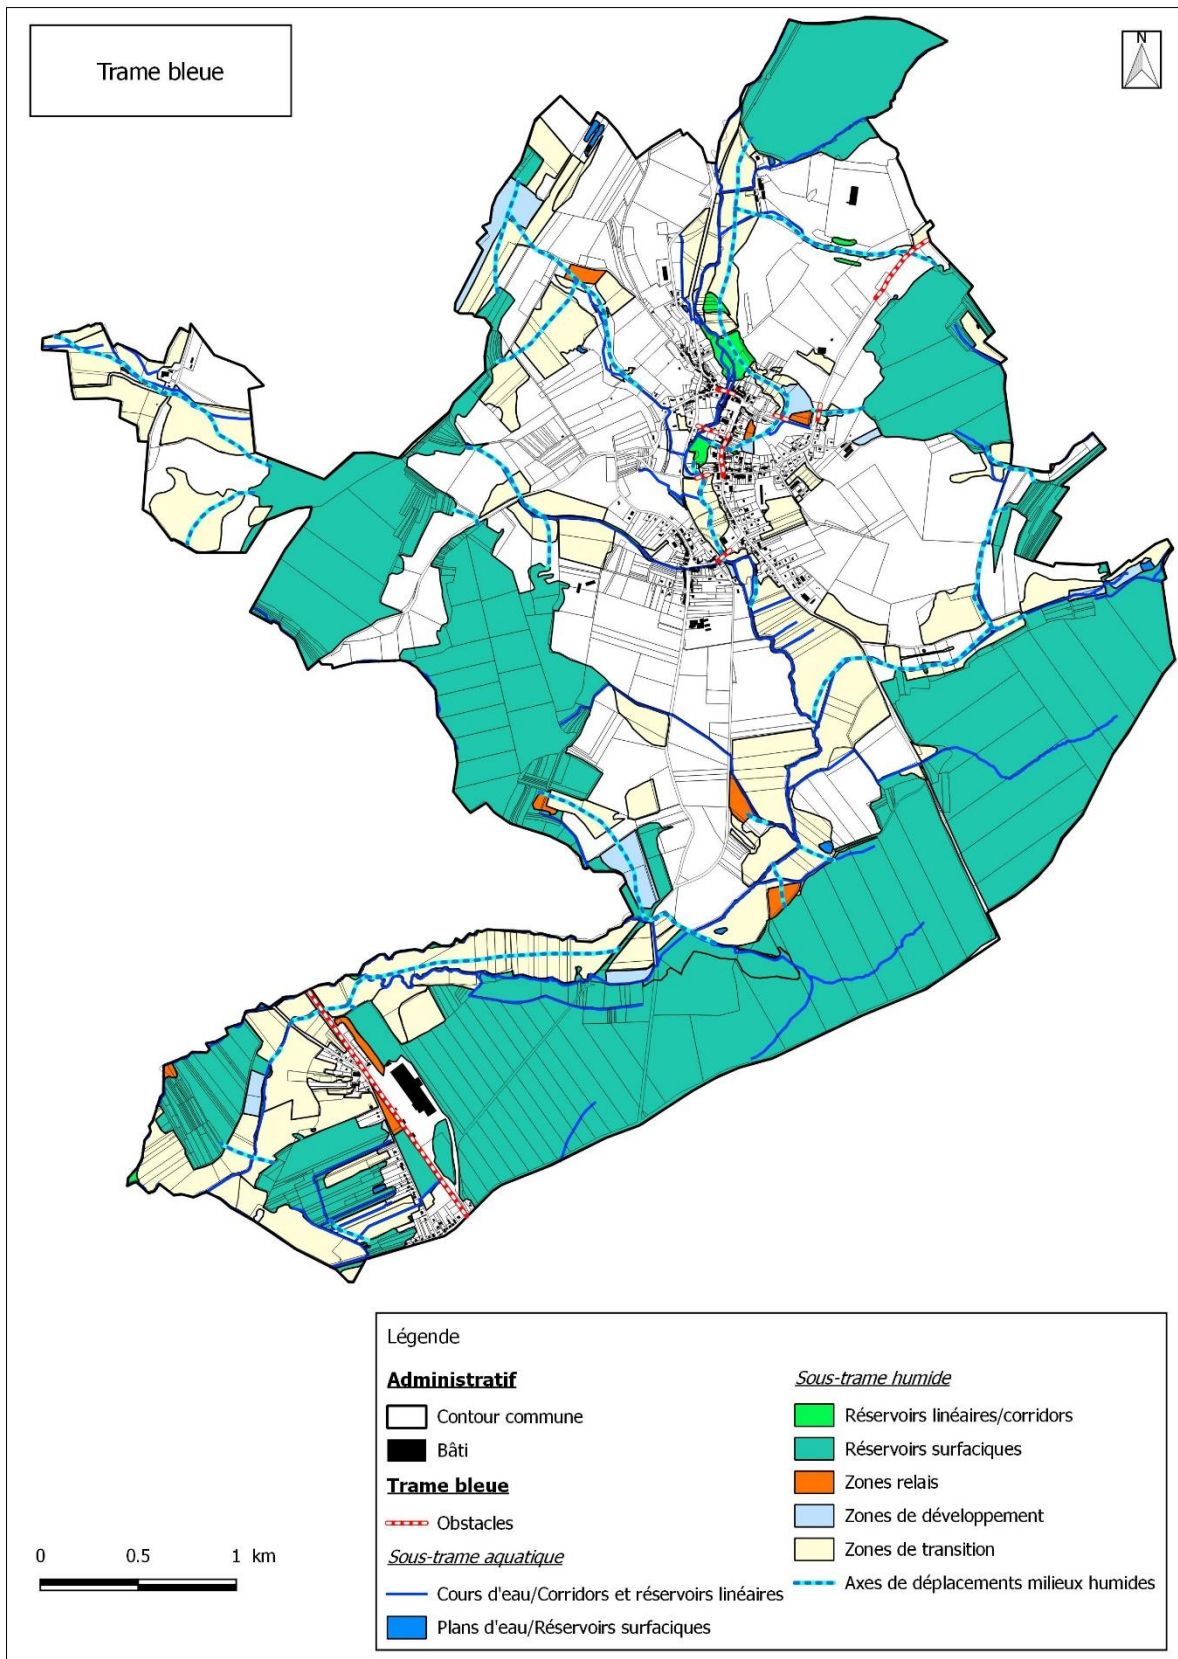 Trame bleue
N
Légende
Administratif
Contour commune
Bâti
Trame bleue
Obstacles
Sous-trame aquatique
Cours d'eau/Corridors et réservoirs linéaires
Plans d'eau/Réservoirs surfaciques
Sous-trame humide
Réservoirs linéaires/corridors
Réservoirs surfaciques
Zones relais
Zones de développement
Zones de transition
Axes de déplacements milieux humides
0 0.5 1 km